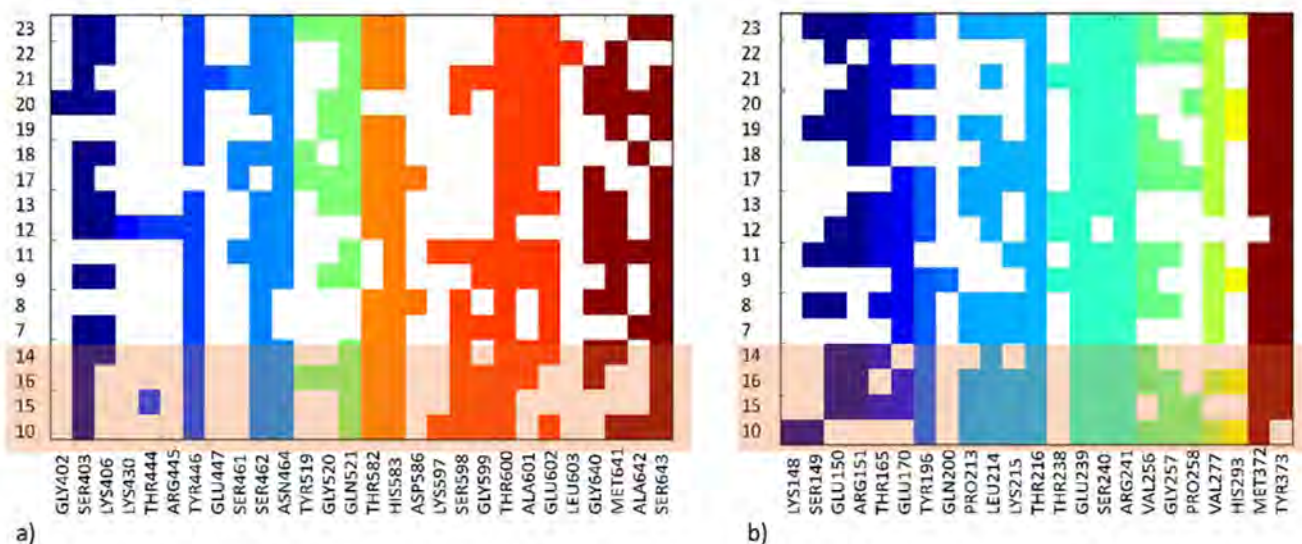 23
22
21
20
19
18
17
13
12
11
9
8
7
14
16
15
10
GLY402
SER403
LYS406
LYS430
THR444
ARG445
TYR446
GLU447
SER461
SER462
ASN464
TYR519
GLY520
GLN521
THR582
HIS583
ASP586
LYS597
SER598
GLY599
THR600
ALA601
GLU602
LEU603
GLY640
MET641
ALA642
SER643
a)
23
22
21
20
19
18
17
13
12
11
9
8
7
14
16
15
10
LYS148
SER149
GLU150
ARG151
THR165
GLU170
TYR196
GLN200
PRO213
LEU214
LYS215
THR216
THR238
GLU239
SER240
ARG241
VAL256
GLY257
PRO258
VAL277
HIS293
MET372
TYR373
b)